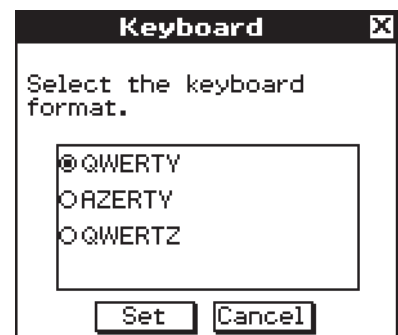 Keyboard X
Select the keyboard
format.
QWERTY
AZERTY
QWERTZ
Set Cancel